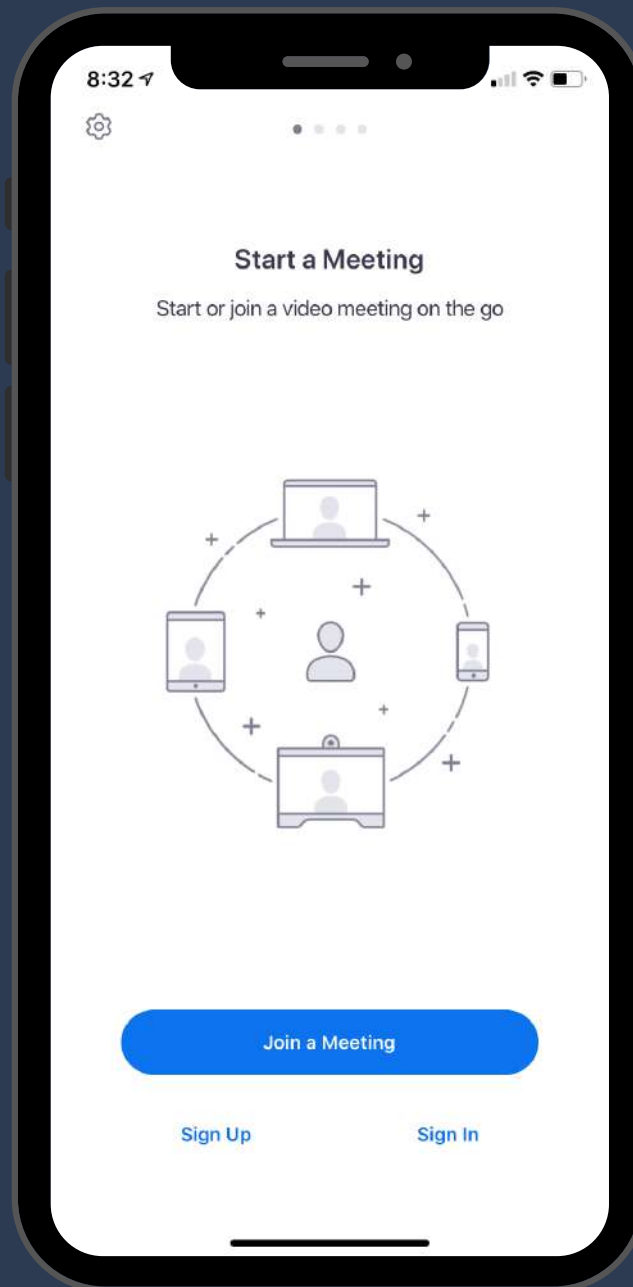 8:32
Start a Meeting
Start or join a video meeting on the go
Join a Meeting
Sign Up
Sign In